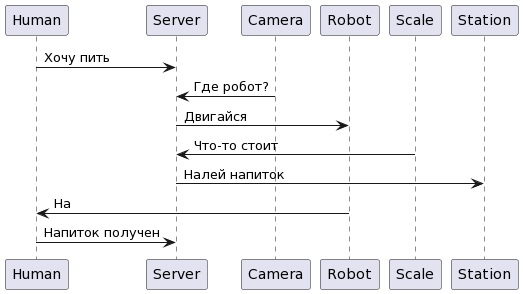 Human Server Camera Robot Scale Station
Хочу пить
Где робот?
Двигайся
Что-то стоит
Налей напиток
На
Напиток получен
Human Server Camera Robot Scale Station